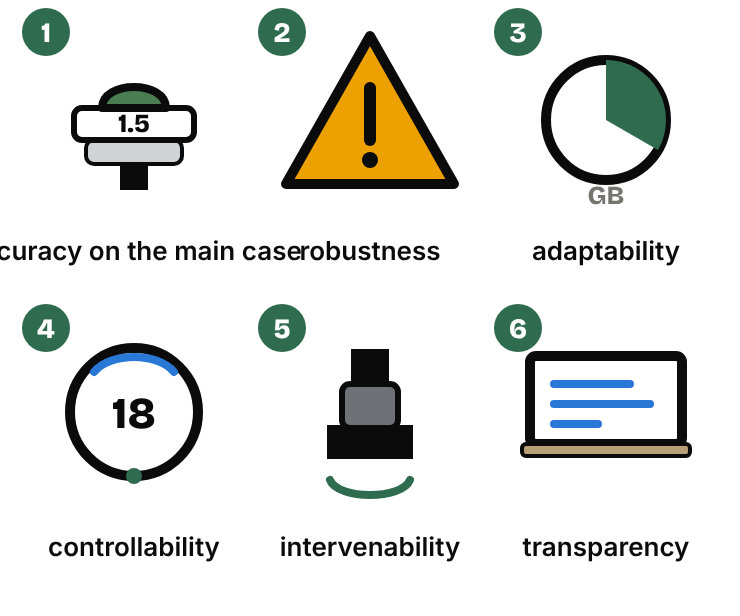 1
2
3
1.5
GB
curacy on the main case
robustness
adaptability
4
5
6
18
controllability
intervenability
transparency